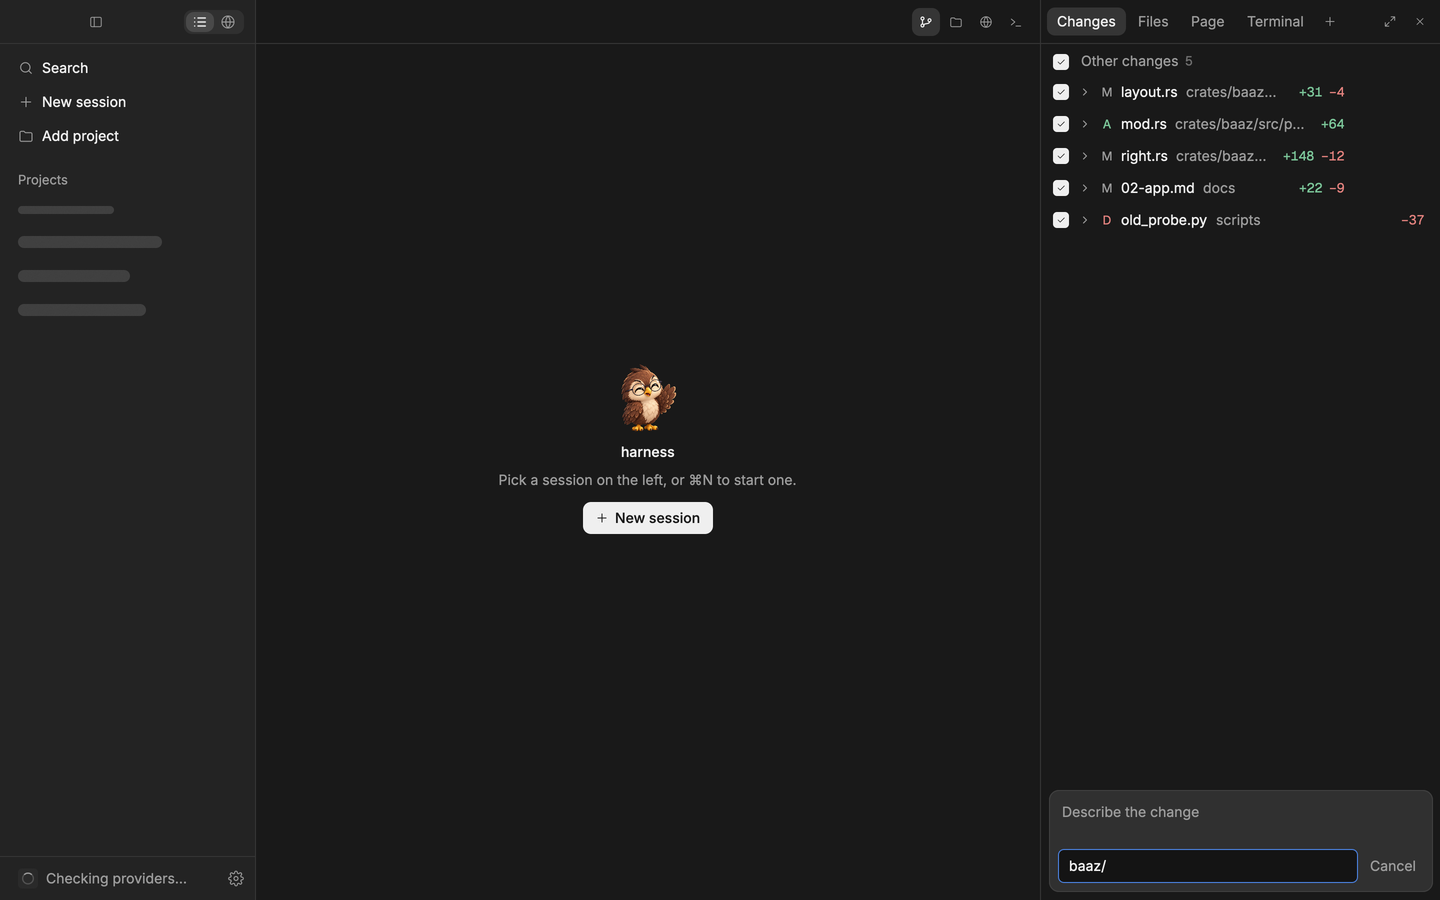 Search
New session
Add project
Projects
Checking providers...
harness
Pick a session on the left, or ⌘N to start one.
New session
Changes Files Page Terminal
Other changes 5
M layout.rs crates/baaz... +31 −4
A mod.rs crates/baaz/src/p... +64
M right.rs crates/baaz... +148 −12
M 02-app.md docs +22 −9
D old_probe.py scripts −37
Describe the change
baaz/ Cancel